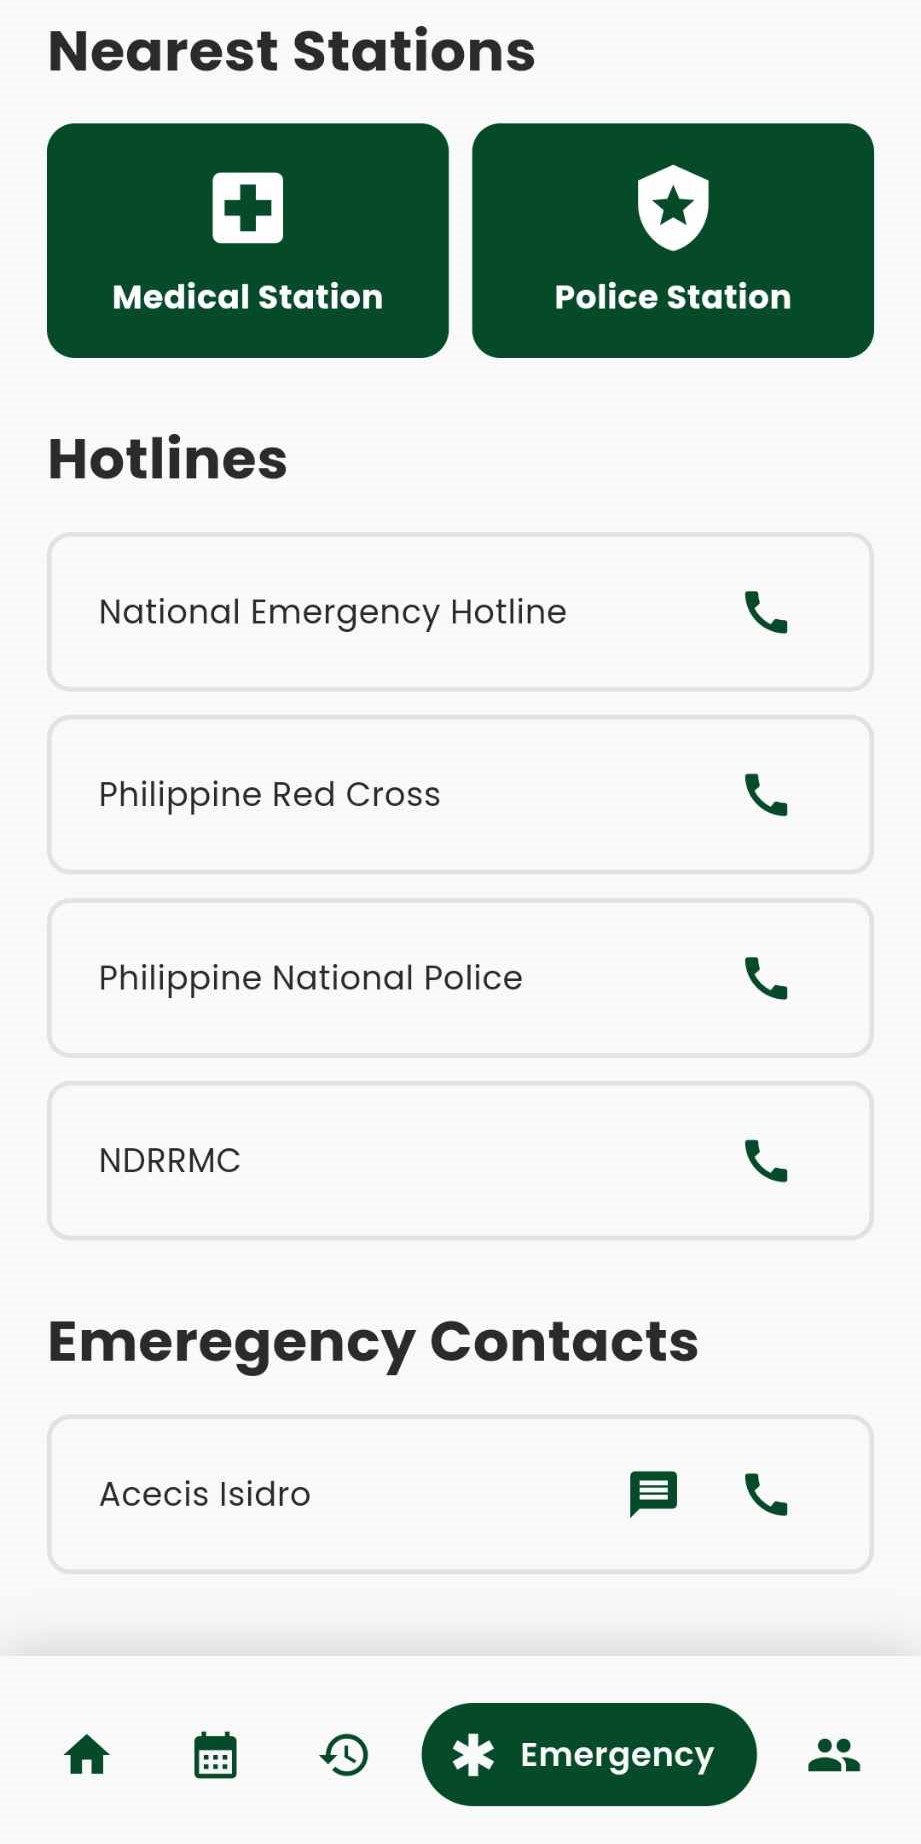 Nearest Stations
Medical Station
Police Station
Hotlines
National Emergency Hotline
Philippine Red Cross
Philippine National Police
NDRRMC
Emeregency Contacts
Acecis Isidro
Emergency